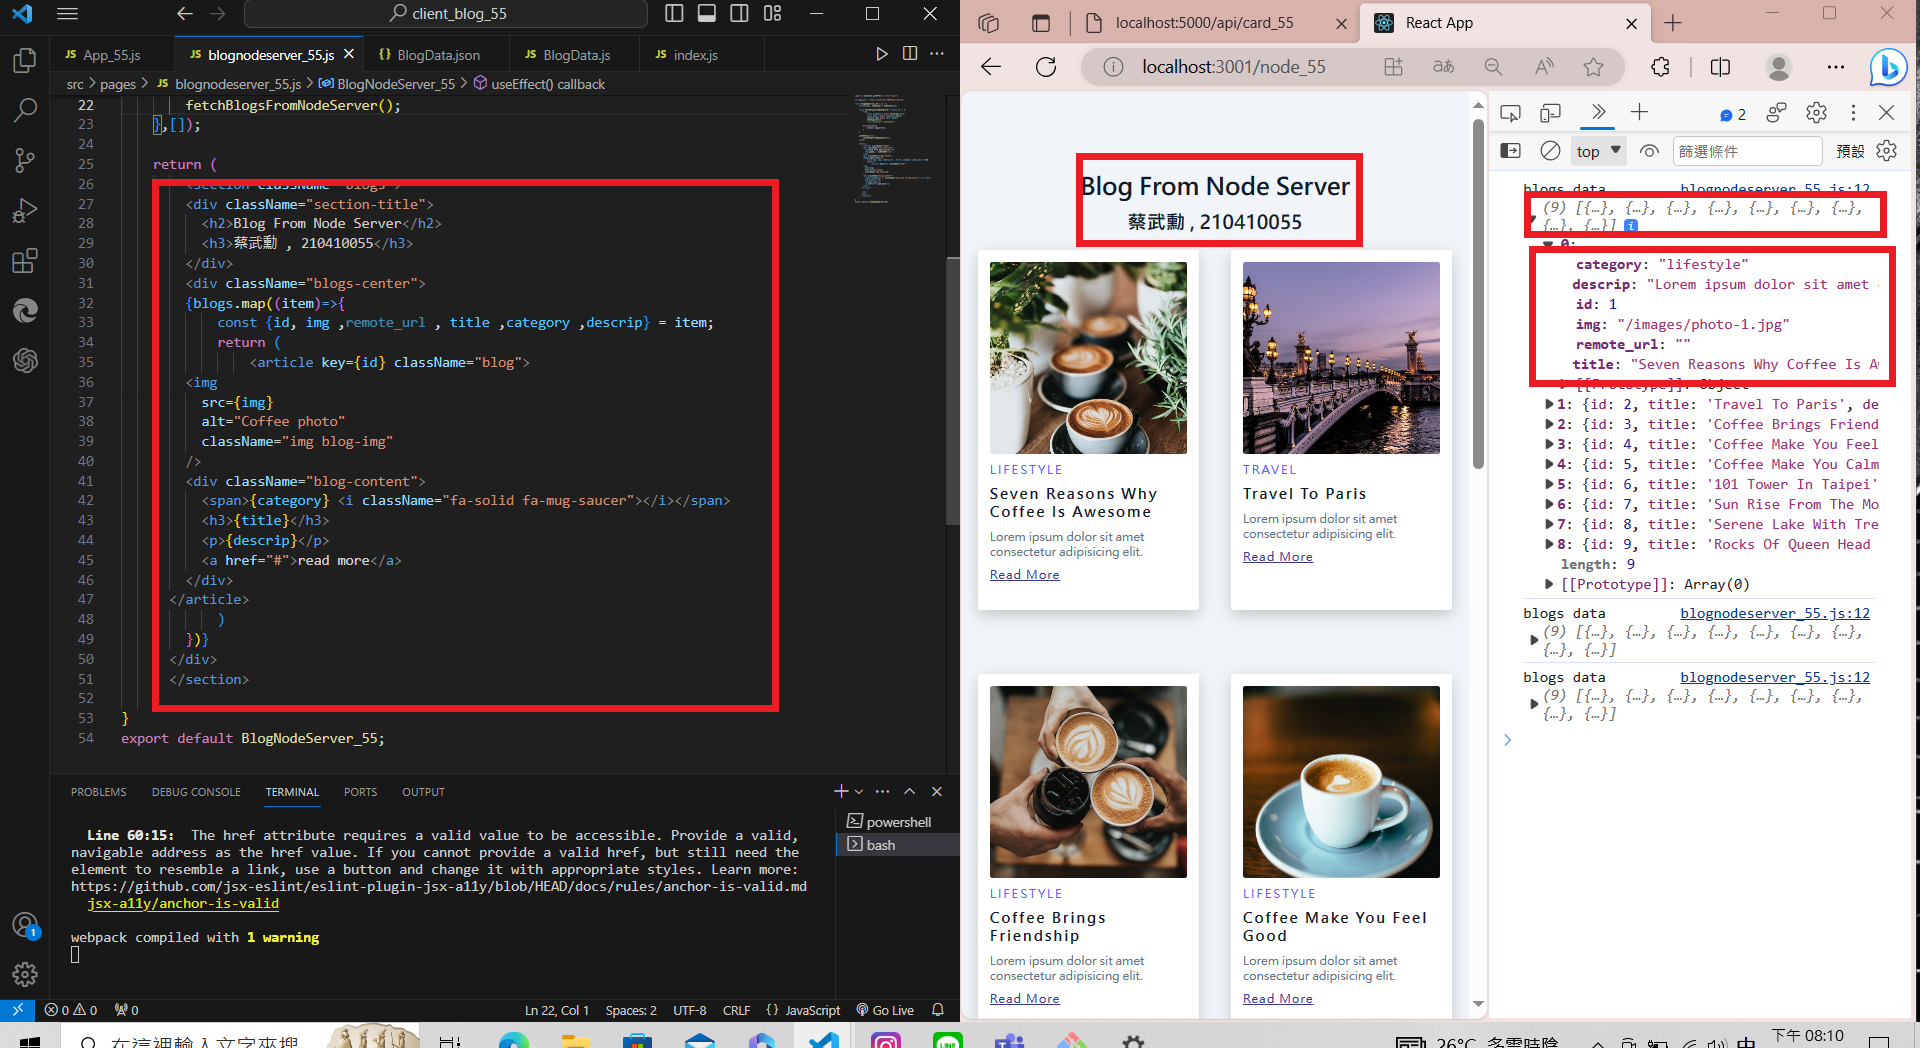 client_blog_55
App_55.js
blognodeserver_55.js
BlogData.json
BlogData.js
index.js
src > pages > blognodeserver_55.js > BlogNodeServer_55 > useEffect() callback
22 fetchBlogsFromNodeServer();
23 },[]);
24
25 return (
26 <section className="blogs">
27 <div className="section-title">
28 <h2>Blog From Node Server</h2>
29 <h3>蔡武勳 , 210410055</h3>
30 </div>
31 <div className="blogs-center">
32 {blogs.map((item)=>{
33 const {id, img ,remote_url , title ,category ,descrip} = item;
34 return (
35 <article key={id} className="blog">
36 <img
37 src={img}
38 alt="Coffee photo"
39 className="img blog-img"
40 />
41 <div className="blog-content">
42 <span>{category} <i className="fa-solid fa-mug-saucer"></i></span>
43 <h3>{title}</h3>
44 <p>{descrip}</p>
45 <a href="#">read more</a>
46 </div>
47 </article>
48 )
49 })}
50 </div>
51 </section>
52
53 }
54 export default BlogNodeServer_55;
PROBLEMS DEBUG CONSOLE TERMINAL PORTS OUTPUT
powershell
bash
Line 60:15: The href attribute requires a valid value to be accessible. Provide a valid,
navigable address as the href value. If you cannot provide a valid href, but still need the
element to resemble a link, use a button and change it with appropriate styles. Learn more:
https://github.com/jsx-eslint/eslint-plugin-jsx-a11y/blob/HEAD/docs/rules/anchor-is-valid.md
jsx-a11y/anchor-is-valid
webpack compiled with 1 warning
1
0 0 0 Ln 22, Col 1 Spaces: 2 UTF-8 CRLF {} JavaScript Go Live
localhost:5000/api/card_55
React App
localhost:3001/node_55
Blog From Node Server
蔡武勳 , 210410055
LIFESTYLE
Seven Reasons Why
Coffee Is Awesome
Lorem ipsum dolor sit amet
consectetur adipisicing elit.
Read More
TRAVEL
Travel To Paris
Lorem ipsum dolor sit amet
consectetur adipisicing elit.
Read More
LIFESTYLE
Coffee Brings
Friendship
Lorem ipsum dolor sit amet
consectetur adipisicing elit.
Read More
LIFESTYLE
Coffee Make You Feel
Good
Lorem ipsum dolor sit amet
consectetur adipisicing elit.
Read More
2
top
篩選條件
預設
blogs data blognodeserver_55.js:12
(9) [{…}, {…}, {…}, {…}, {…}, {…}, {…},
{…}, {…}]
0:
category: "lifestyle"
descrip: "Lorem ipsum dolor sit amet
id: 1
img: "/images/photo-1.jpg"
remote_url: ""
title: "Seven Reasons Why Coffee Is A
[[Prototype]]: Object
1: {id: 2, title: 'Travel To Paris', de
2: {id: 3, title: 'Coffee Brings Friend
3: {id: 4, title: 'Coffee Make You Feel
4: {id: 5, title: 'Coffee Make You Calm
5: {id: 6, title: '101 Tower In Taipei'
6: {id: 7, title: 'Sun Rise From The Mo
7: {id: 8, title: 'Serene Lake With Tre
8: {id: 9, title: 'Rocks Of Queen Head
length: 9
[[Prototype]]: Array(0)
blogs data blognodeserver_55.js:12
(9) [{…}, {…}, {…}, {…}, {…}, {…}, {…},
{…}, {…}]
blogs data blognodeserver_55.js:12
(9) [{…}, {…}, {…}, {…}, {…}, {…}, {…},
{…}, {…}]
在這裡輸入文字來搜
26°C 多雲時陰
中
下午 08:10